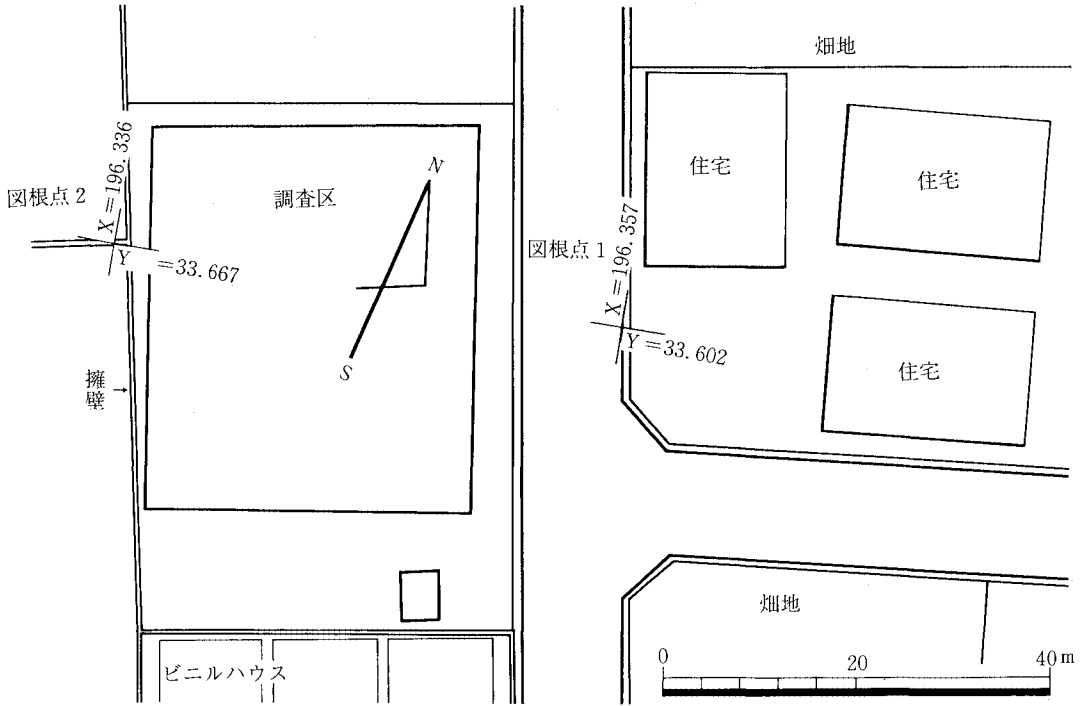 畑地
住宅
住宅
図根点2
X=196.336
Y=33.667
調査区
N
S
図根点1
X=196.357
Y=33.602
住宅
擁壁→
畑地
ビニルハウス
0 20 40m